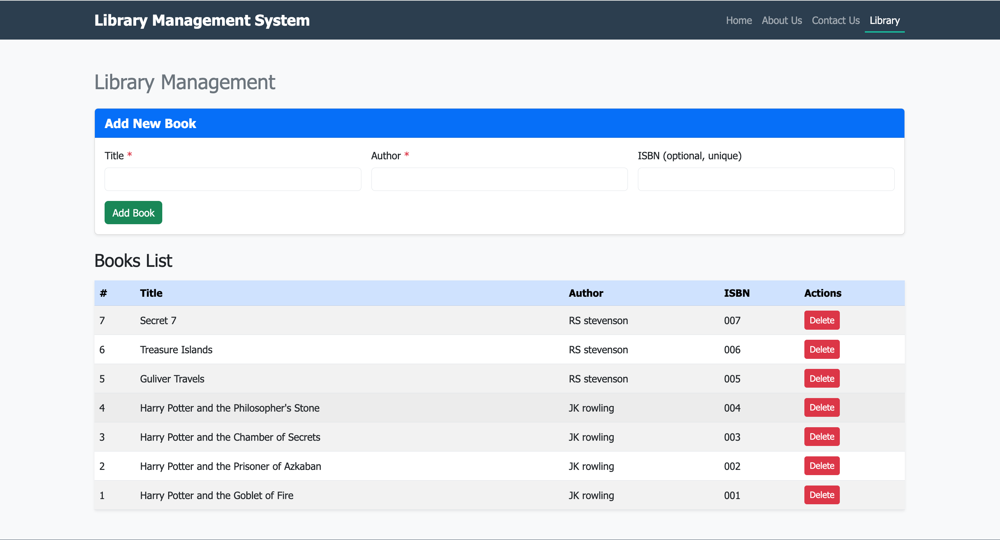 Library Management System Home About Us Contact Us Library
Library Management
Add New Book
Title * Author * ISBN (optional, unique)
Add Book
Books List
# Title Author ISBN Actions
7 Secret 7 RS stevenson 007 Delete
6 Treasure Islands RS stevenson 006 Delete
5 Guliver Travels RS stevenson 005 Delete
4 Harry Potter and the Philosopher's Stone JK rowling 004 Delete
3 Harry Potter and the Chamber of Secrets JK rowling 003 Delete
2 Harry Potter and the Prisoner of Azkaban JK rowling 002 Delete
1 Harry Potter and the Goblet of Fire JK rowling 001 Delete